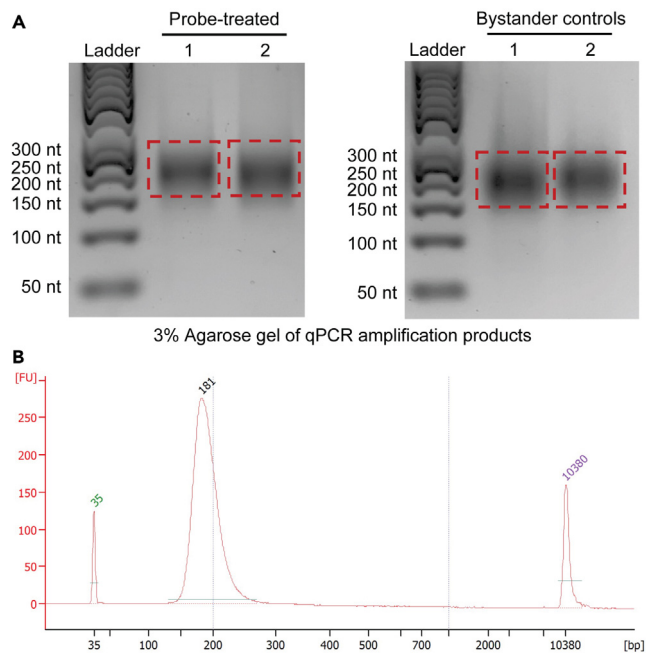 A
Probe-treated
Bystander controls
Ladder 1 2
Ladder 1 2
300 nt
250 nt
200 nt
150 nt
100 nt
50 nt
300 nt
250 nt
200 nt
150 nt
100 nt
50 nt
3% Agarose gel of qPCR amplification products
B
[FU]
250
200
150
100
50
0
35
181
10380
35 100 200 300 400 500 700 2000 10380 [bp]